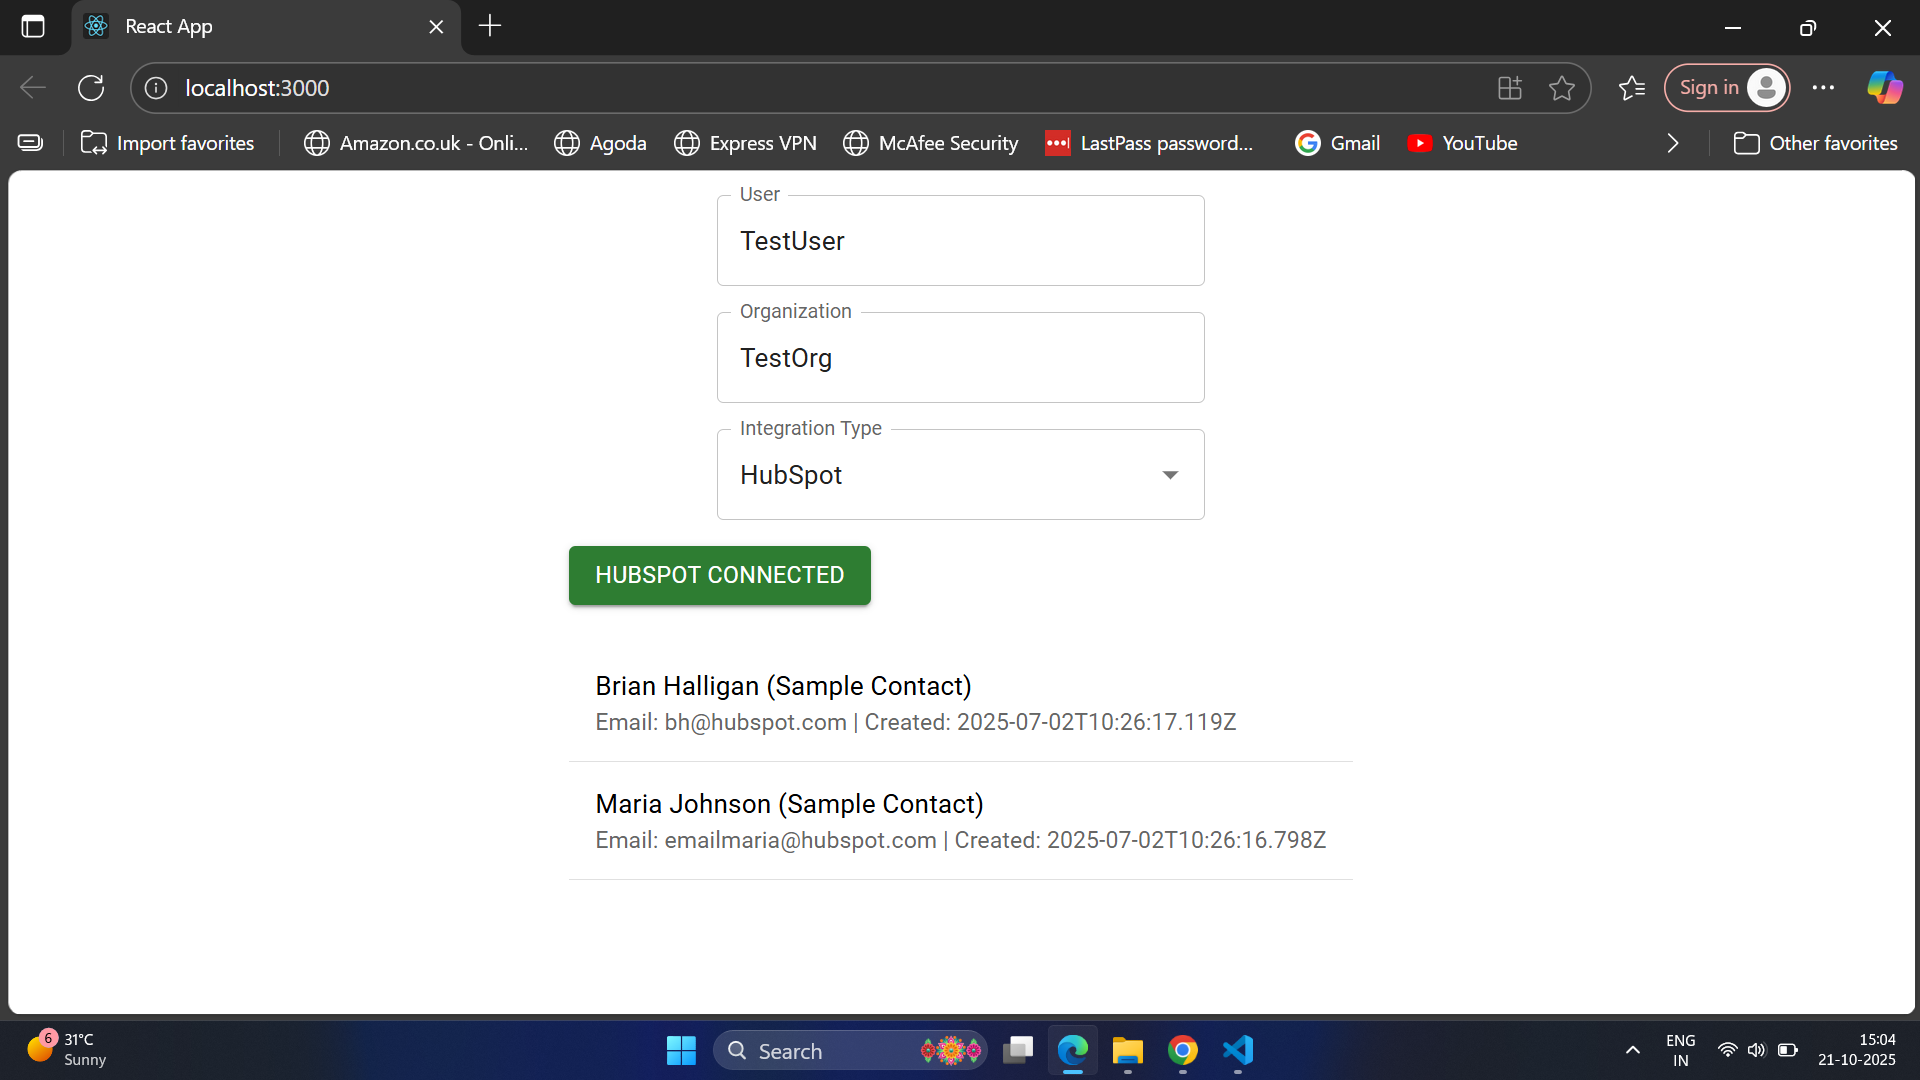 React App
localhost:3000
Sign in
Import favorites
Amazon.co.uk - Onli...
Agoda
Express VPN
McAfee Security
LastPass password...
Gmail
YouTube
Other favorites
User
TestUser
Organization
TestOrg
Integration Type
HubSpot
HUBSPOT CONNECTED
Brian Halligan (Sample Contact)
Email: bh@hubspot.com | Created: 2025-07-02T10:26:17.119Z
Maria Johnson (Sample Contact)
Email: emailmaria@hubspot.com | Created: 2025-07-02T10:26:16.798Z
6
31°C
Sunny
Search
ENG
IN
15:04
21-10-2025